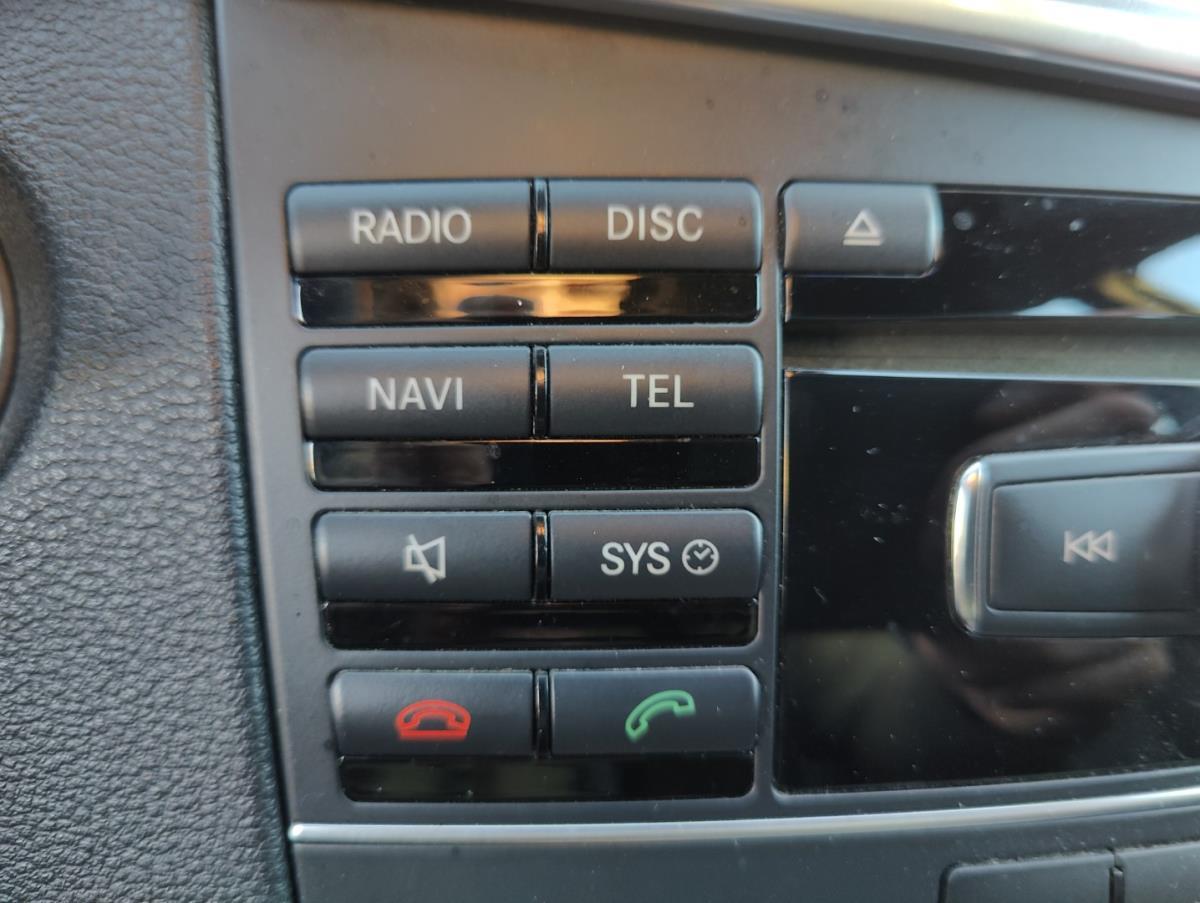 RADIO DISC
NAVI TEL
SYS